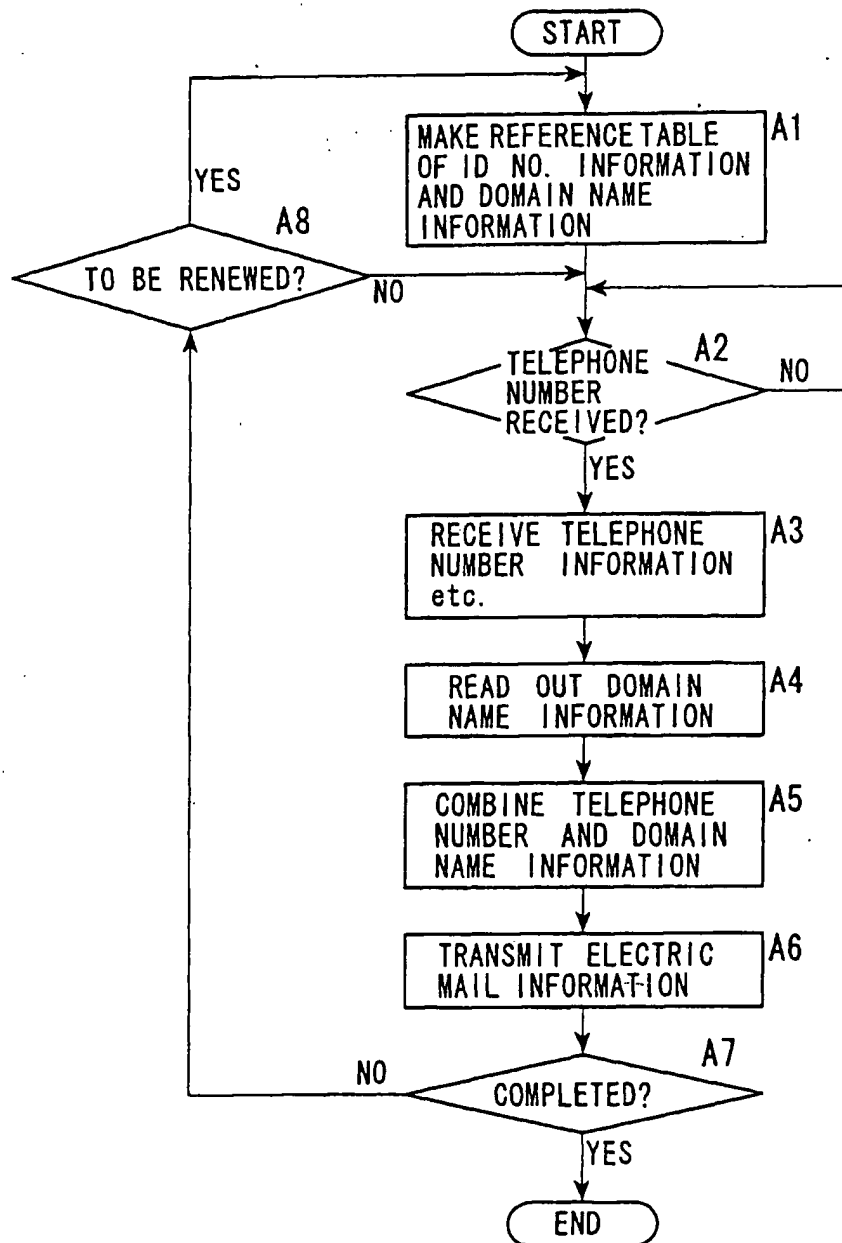 START
A1
MAKE REFERENCE TABLE
OF ID NO. INFORMATION
AND DOMAIN NAME
INFORMATION
YES
A8
TO BE RENEWED?
NO
A2
TELEPHONE
NUMBER
RECEIVED?
NO
YES
A3
RECEIVE TELEPHONE
NUMBER INFORMATION
etc.
A4
READ OUT DOMAIN
NAME INFORMATION
A5
COMBINE TELEPHONE
NUMBER AND DOMAIN
NAME INFORMATION
A6
TRANSMIT ELECTRIC
MAIL INFORMATION
A7
NO
COMPLETED?
YES
END